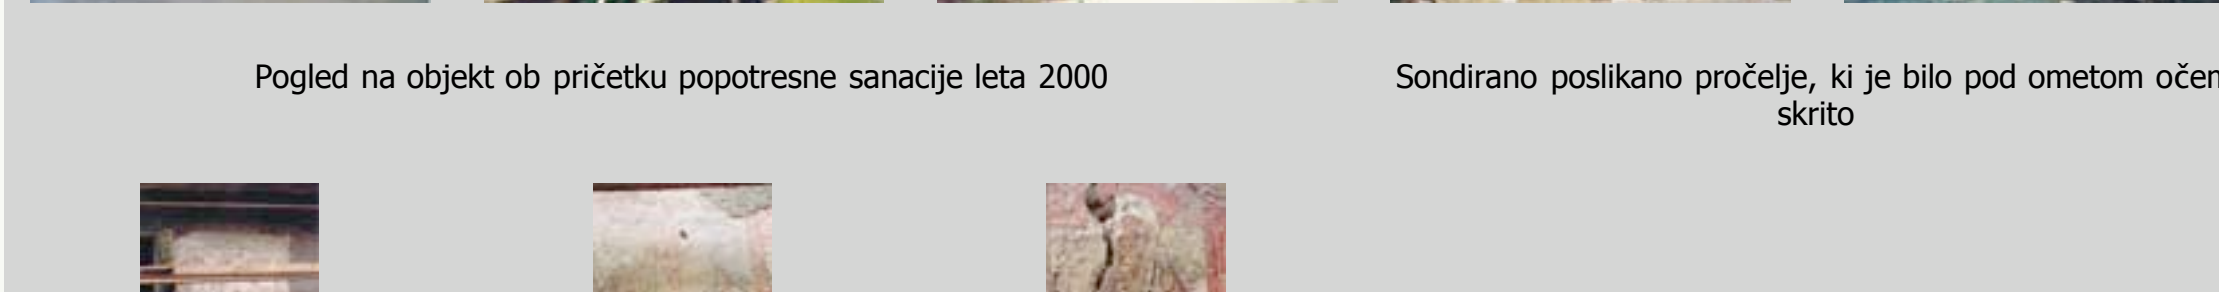 Pogled na objekt ob pričetku popotresne sanacije leta 2000
Sondirano poslikano pročelje, ki je bilo pod ometom
skrito